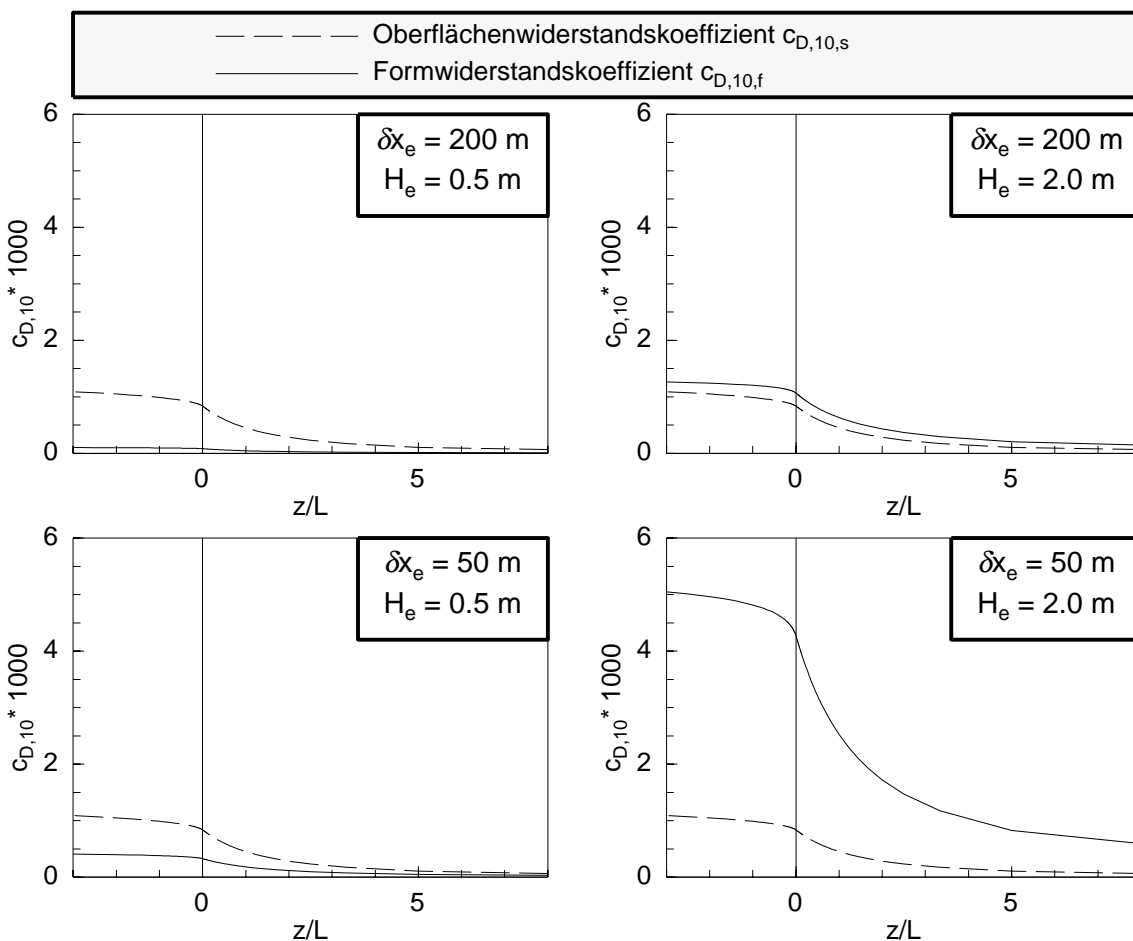 Oberflächenwiderstandskoeffizient c_D,10,s
Formwiderstandskoeffizient c_D,10,f
δx_e = 200 m
H_e = 0.5 m
6
4
2
0
c_D,10* 1000
0 5
z/L
δx_e = 200 m
H_e = 2.0 m
6
4
2
0
c_D,10* 1000
0 5
z/L
δx_e = 50 m
H_e = 0.5 m
6
4
2
0
c_D,10* 1000
0 5
z/L
δx_e = 50 m
H_e = 2.0 m
6
4
2
0
c_D,10* 1000
0 5
z/L